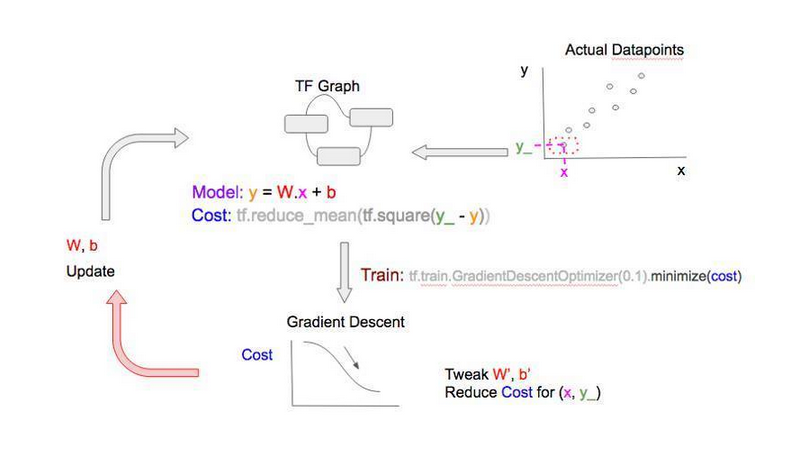 Actual Datapoints
y
TF Graph
y_
x
x
Model: y = W.x + b
Cost: tf.reduce_mean(tf.square(y_ - y))
W, b
Update
Train: tf.train.GradientDescentOptimizer(0.1).minimize(cost)
Gradient Descent
Cost
Tweak W', b'
Reduce Cost for (x, y_)